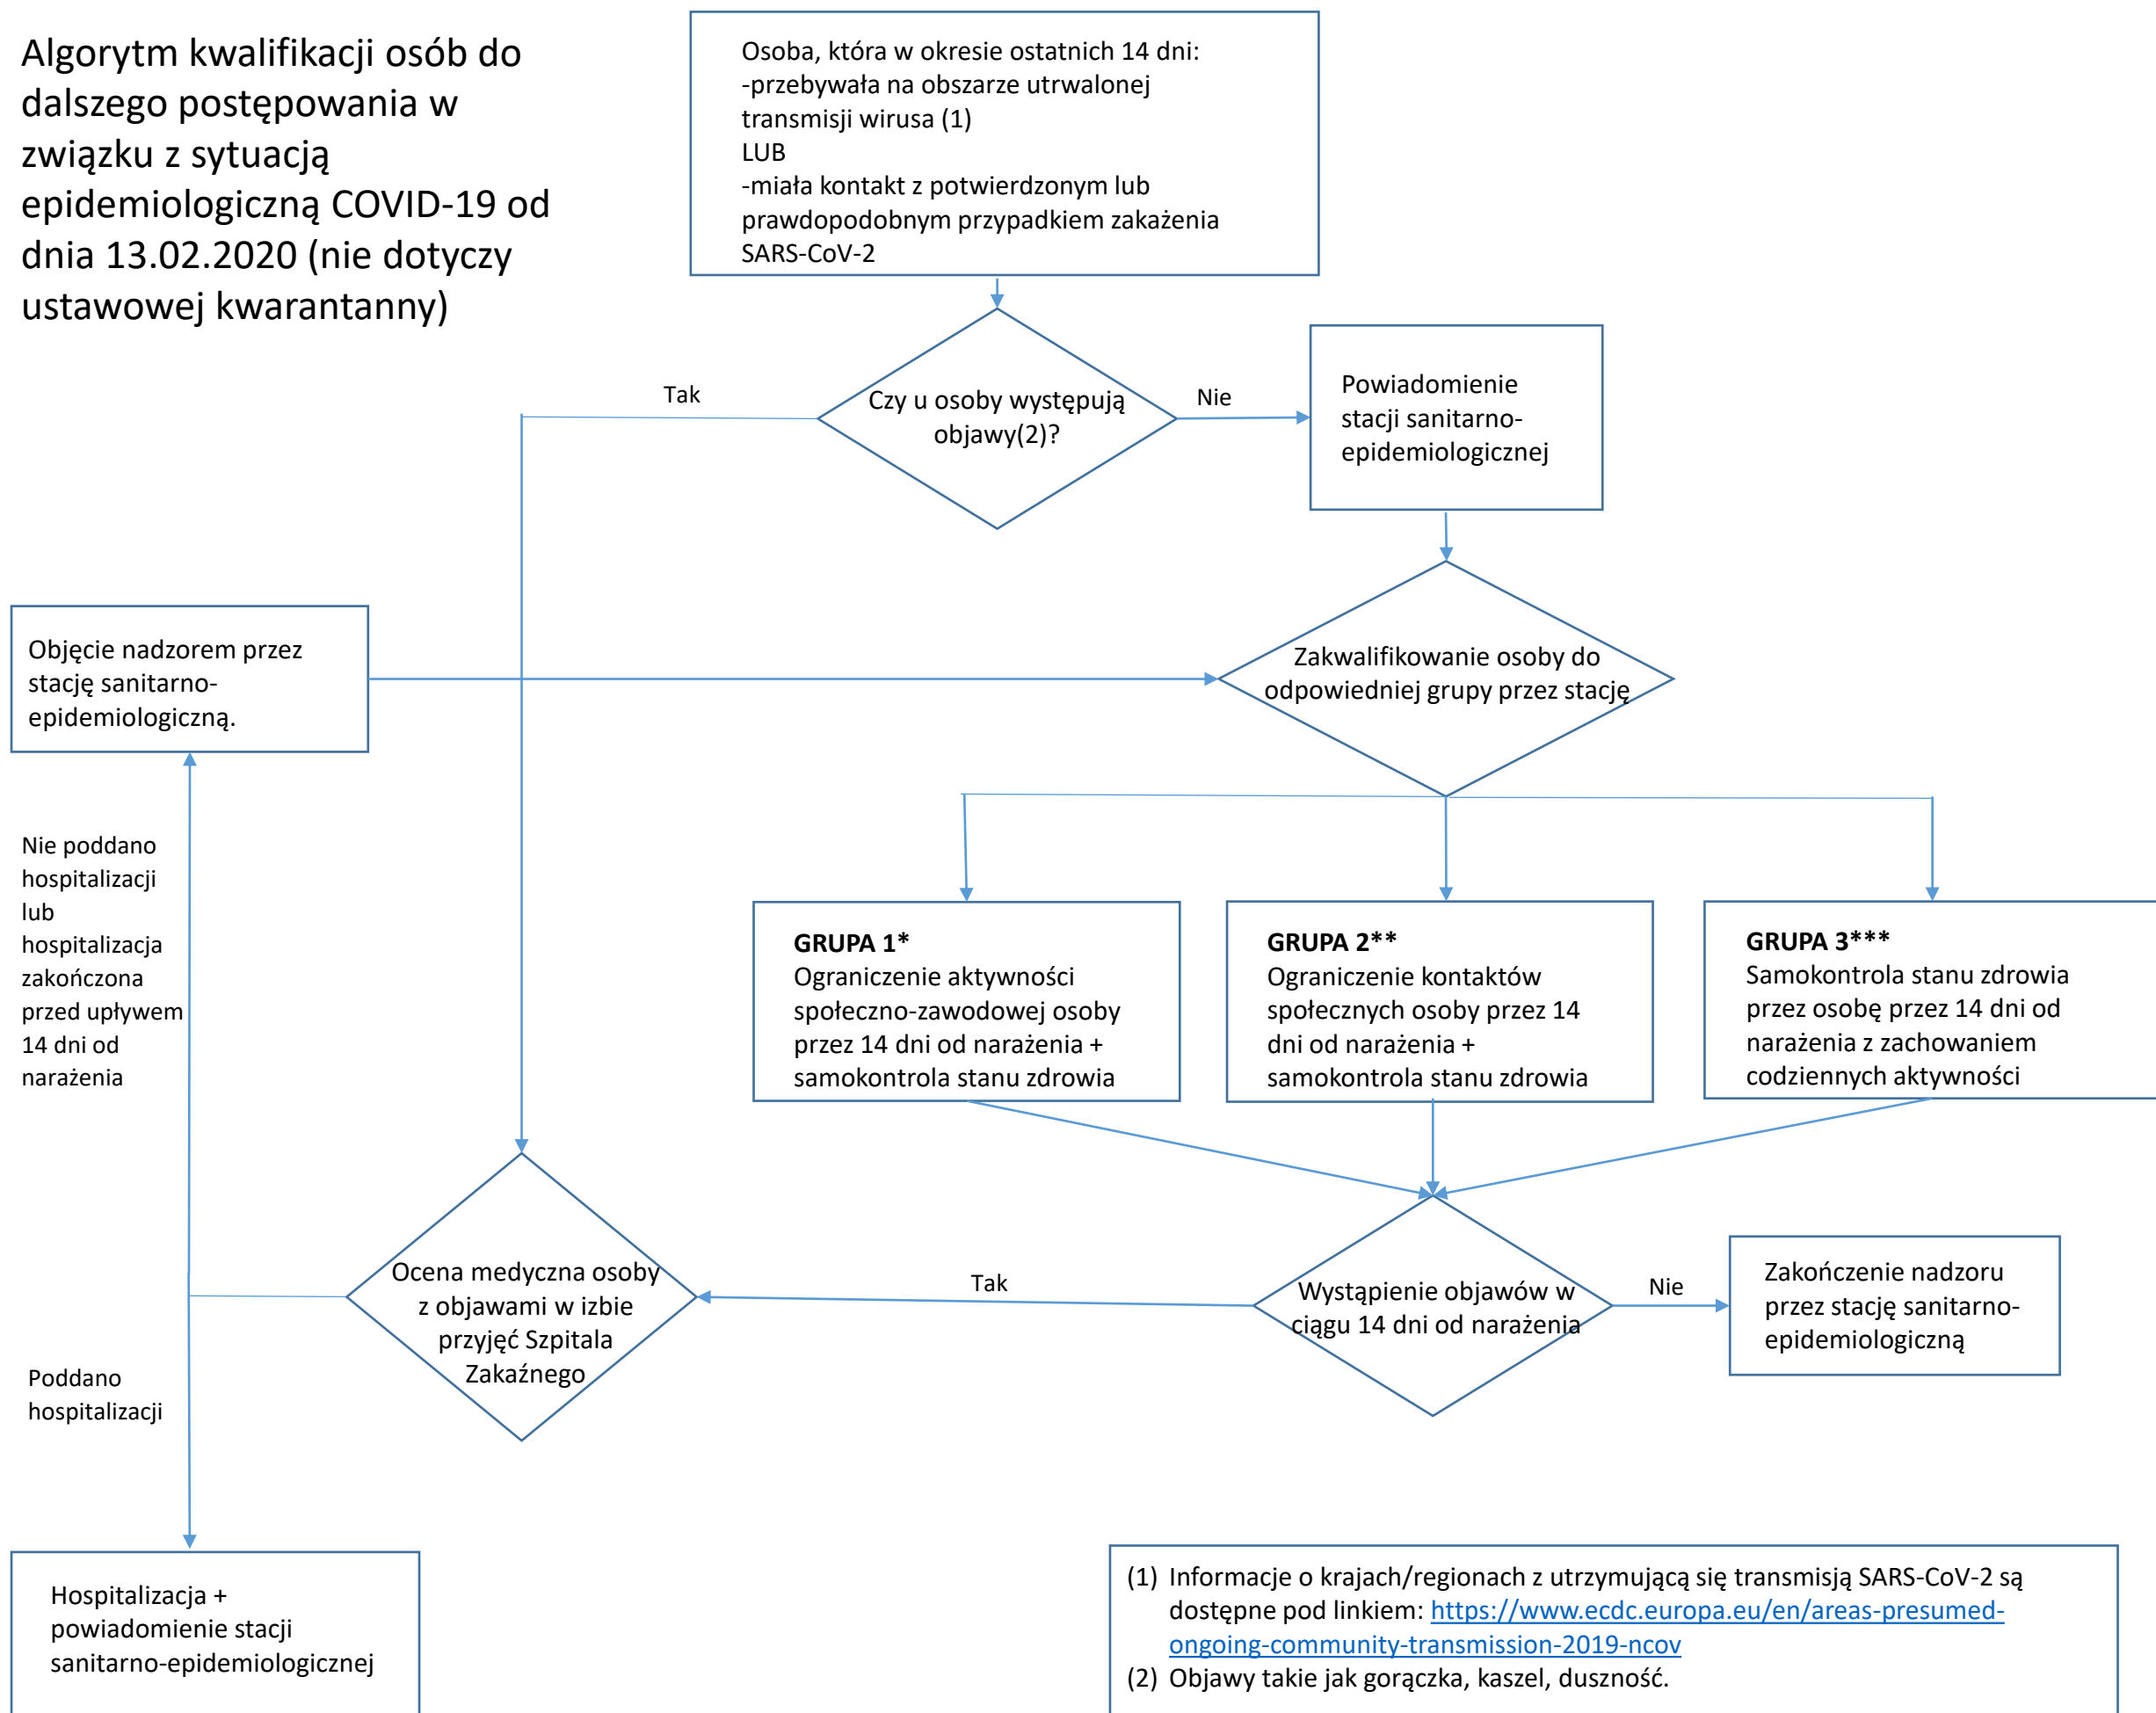 Algorytm kwalifikacji osób do
dalszego postępowania w
związku z sytuacją
epidemiologiczną COVID-19 od
dnia 13.02.2020 (nie dotyczy
ustawowej kwarantanny)
Osoba, która w okresie ostatnich 14 dni:
-przebywała na obszarze utrwalonej
transmisji wirusa (1)
LUB
-miała kontakt z potwierdzonym lub
prawdopodobnym przypadkiem zakażenia
SARS-CoV-2
Tak
Czy u osoby występują
objawy(2)?
Nie
Powiadomienie
stacji sanitarno-
epidemiologicznej
Objęcie nadzorem przez
stację sanitarno-
epidemiologiczną.
Zakwalifikowanie osoby do
odpowiedniej grupy przez stację
Nie poddano
hospitalizacji
lub
hospitalizacja
zakończona
przed upływem
14 dni od
narażenia
GRUPA 1*
Ograniczenie aktywności
społeczno-zawodowej osoby
przez 14 dni od narażenia +
samokontrola stanu zdrowia
GRUPA 2**
Ograniczenie kontaktów
społecznych osoby przez 14
dni od narażenia +
samokontrola stanu zdrowia
GRUPA 3***
Samokontrola stanu zdrowia
przez osobę przez 14 dni od
narażenia z zachowaniem
codziennych aktywności
Ocena medyczna osoby
z objawami w izbie
przyjęć Szpitala
Zakaźnego
Tak
Wystąpienie objawów w
ciągu 14 dni od narażenia
Nie
Zakończenie nadzoru
przez stację sanitarno-
epidemiologiczną
Poddano
hospitalizacji
Hospitalizacja +
powiadomienie stacji
sanitarno-epidemiologicznej
(1) Informacje o krajach/regionach z utrzymującą się transmisją SARS-CoV-2 są
dostępne pod linkiem: https://www.ecdc.europa.eu/en/areas-presumed-
ongoing-community-transmission-2019-ncov
(2) Objawy takie jak gorączka, kaszel, duszność.